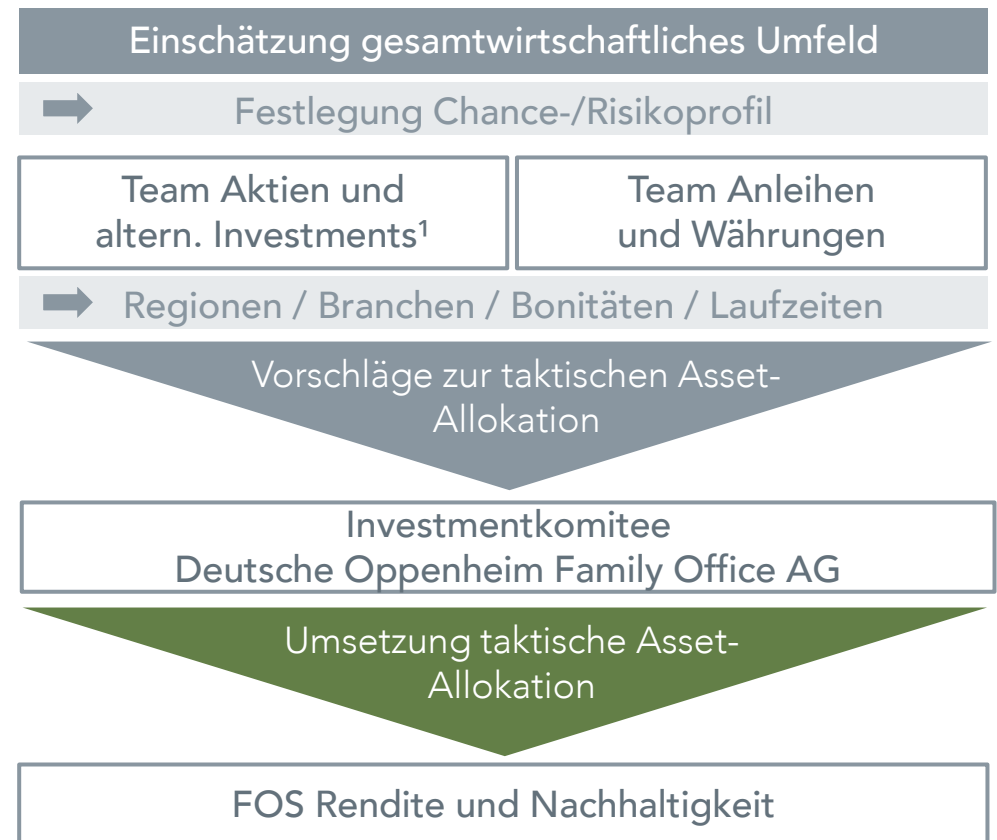 Einschätzung gesamtwirtschaftliches Umfeld
Festlegung Chance-/Risikoprofil
Team Aktien und
altern. Investments¹
Team Anleihen
und Währungen
Regionen / Branchen / Bonitäten / Laufzeiten
Vorschläge zur taktischen Asset-
Allokation
Investmentkomitee
Deutsche Oppenheim Family Office AG
Umsetzung taktische Asset-
Allokation
FOS Rendite und Nachhaltigkeit